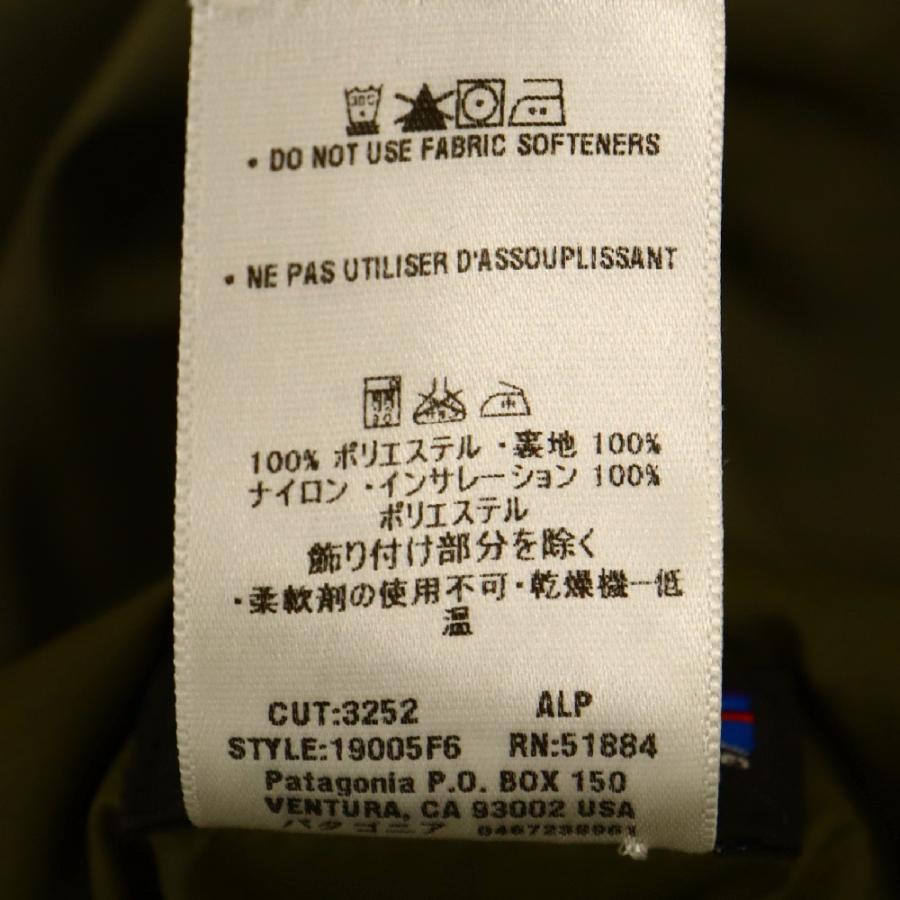 30C
• DO NOT USE FABRIC SOFTENERS
• NE PAS UTILISER D'ASSOUPLISSANT
100% ポリエステル ・裏地 100%
ナイロン ・インサレーション 100%
ポリエステル
飾り付け部分を除く
・柔軟剤の使用不可・乾燥機ー低
温
CUT:3252 ALP
STYLE:19005F6 RN:51884
Patagonia P.O. BOX 150
VENTURA, CA 93002 USA
パタゴニア